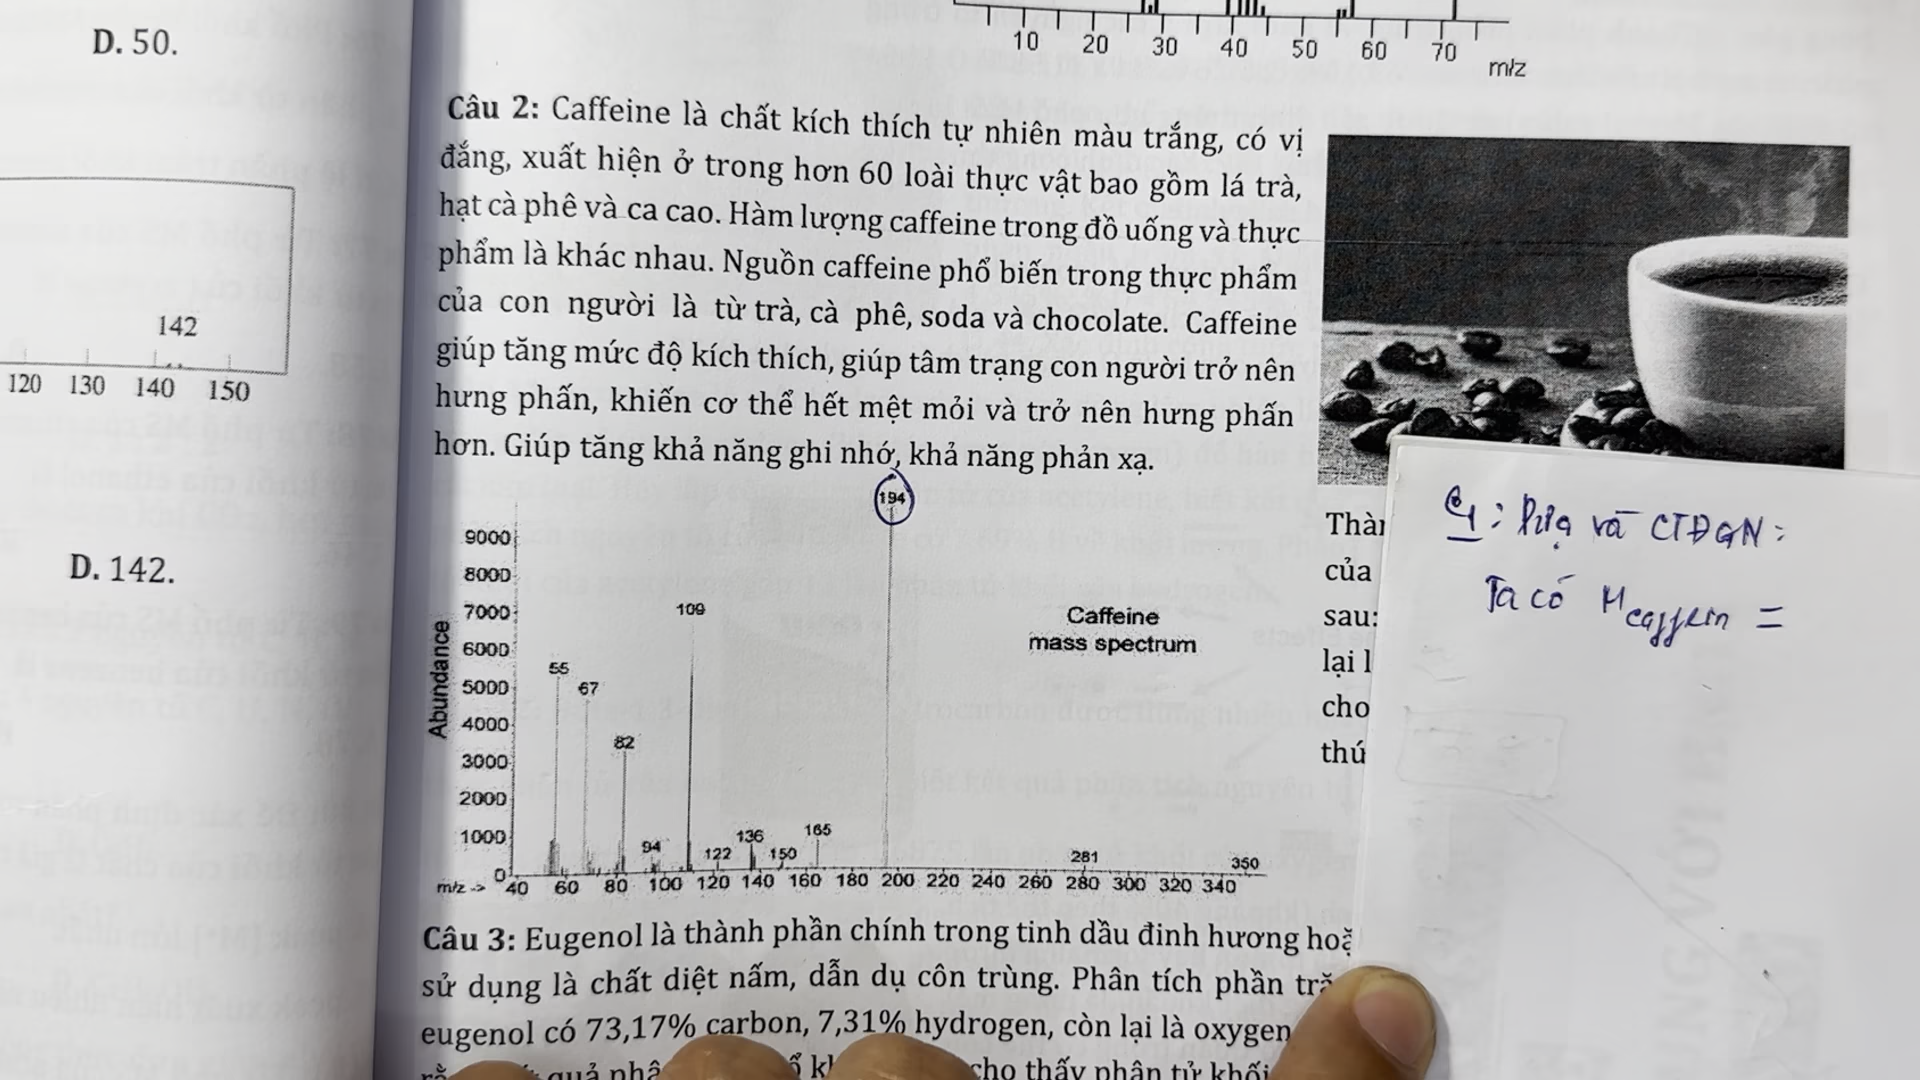 D. 50.
142
120 130 140 150
D. 142.
10 20 30 40 50 60 70
m/z
Câu 2: Caffeine là chất kích thích tự nhiên màu trắng, có vị
đắng, xuất hiện ở trong hơn 60 loài thực vật bao gồm lá trà,
hạt cà phê và ca cao. Hàm lượng caffeine trong đồ uống và thực
phẩm là khác nhau. Nguồn caffeine phổ biến trong thực phẩm
của con người là từ trà, cà phê, soda và chocolate. Caffeine
giúp tăng mức độ kích thích, giúp tâm trạng con người trở nên
hưng phấn, khiến cơ thể hết mệt mỏi và trở nên hưng phấn
hơn. Giúp tăng khả năng ghi nhớ, khả năng phản xạ.
194
9000
8000
7000
6000
5000
4000
3000
2000
1000
0
Abundance
55
67
82
94
109
122
136
150
165
281
350
Caffeine
mass spectrum
m/z -> 40 60 80 100 120 140 160 180 200 220 240 260 280 300 320 340
của
sau:
lại
cho
thứ
: Dựa và CTĐGN:
Ta có M caffein =
Câu 3: Eugenol là thành phần chính trong tinh dầu đinh hương
sử dụng là chất diệt nấm, dẫn dụ côn trùng. Phân tích phần
eugenol có 73,17% carbon, 7,31% hydrogen, còn lại là oxygen
quả
cho thấy phân tử khối